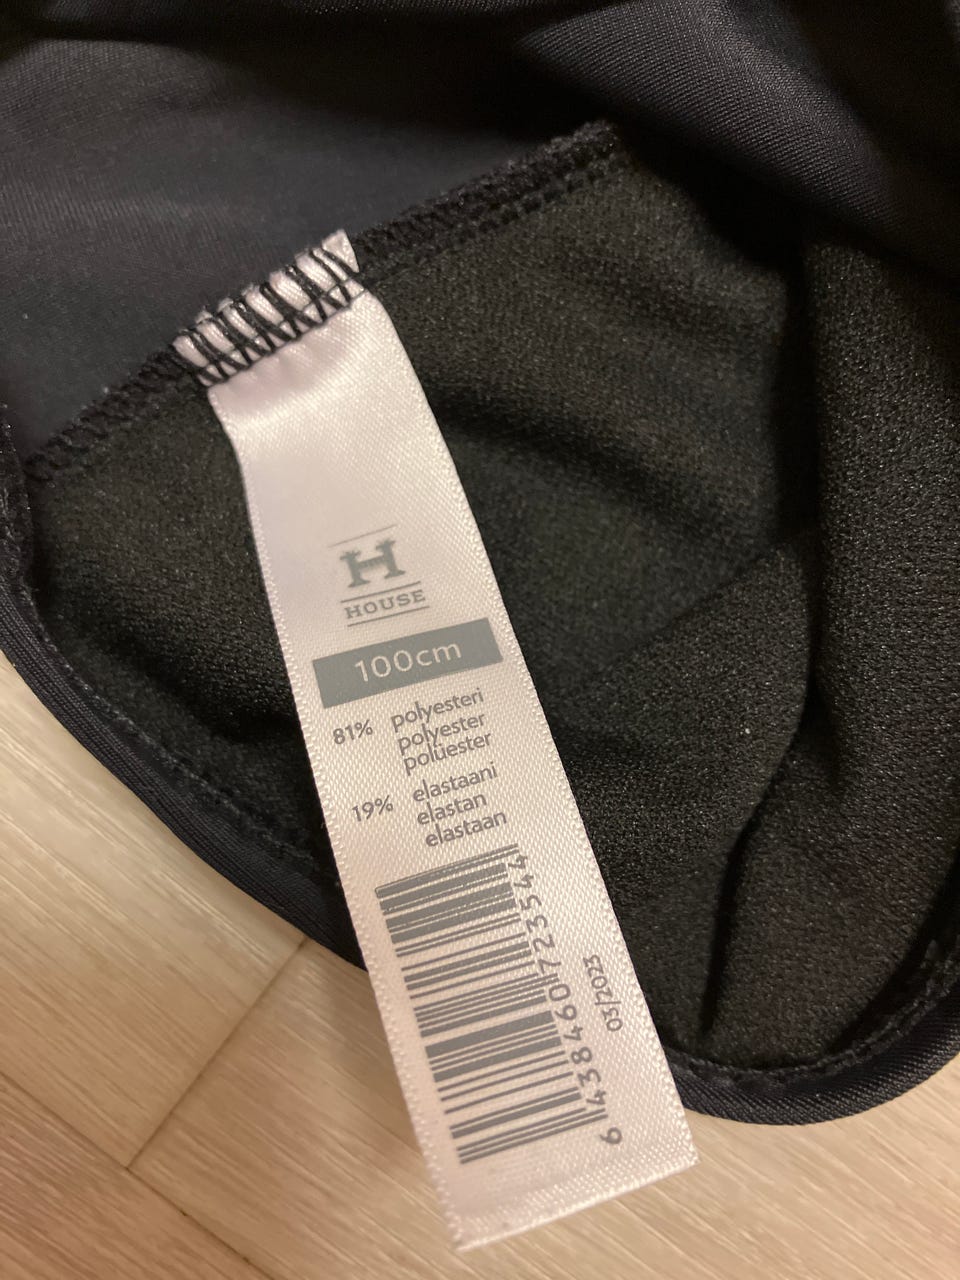 H
HOUSE
100cm
81% polyesteri
polyester
polüester
19% elastaani
elastan
elastaan
6 438460 723544
03/2023